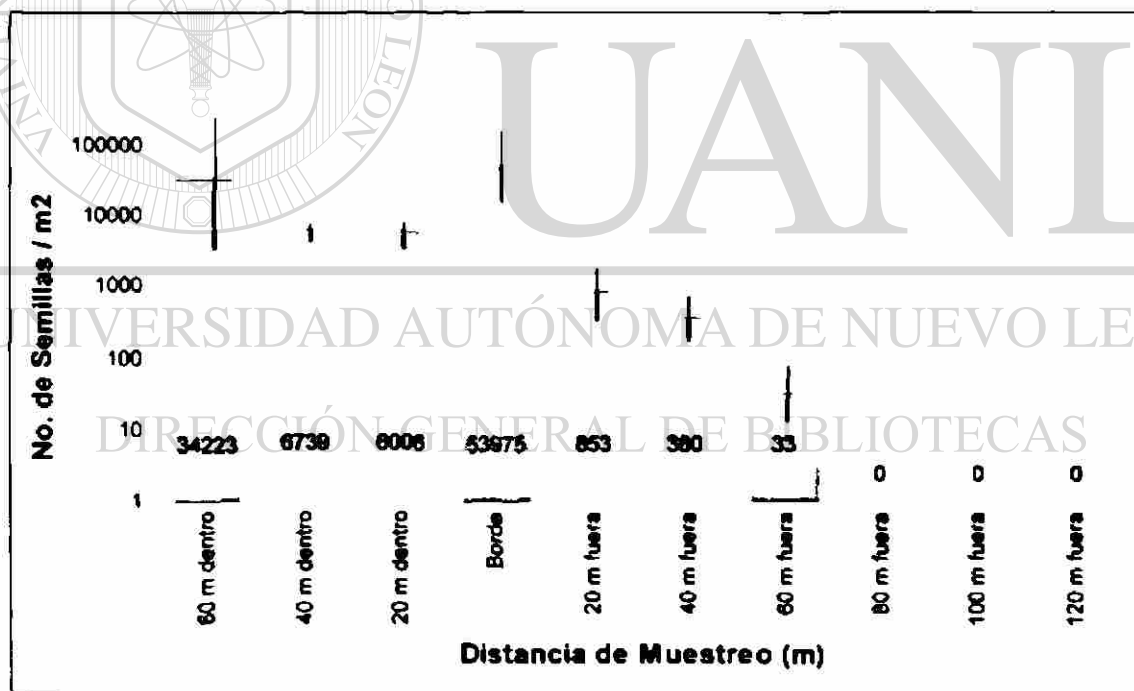 UANL
UNIVERSIDAD AUTÓNOMA DE NUEVO LE
DIRECCIÓN GENERAL DE BIBLIOTECAS
LEON
No. de Semillas / m2
100000
10000
1000
100
10
1
34223 6739 53975 853 33 0 0 0
60 m dentro
40 m dentro
20 m dentro
Borde
20 m fuera
40 m fuera
60 m fuera
80 m fuera
100 m fuera
120 m fuera
Distancia de Muestreo (m)